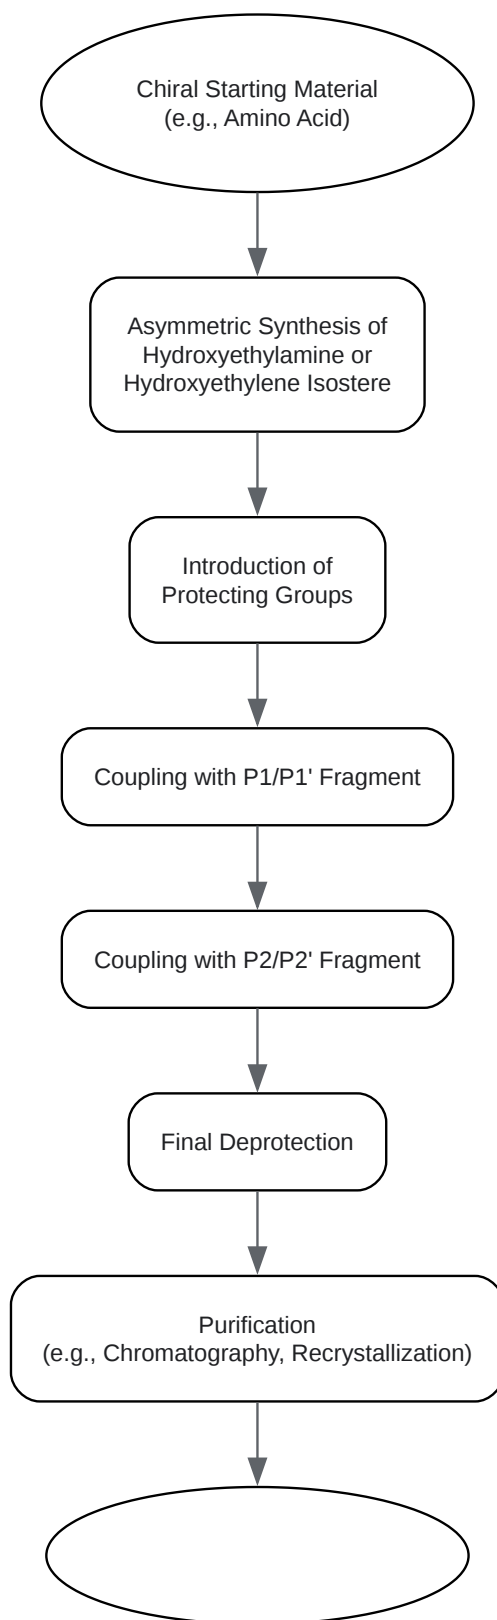 Chiral Starting Material
(e.g., Amino Acid)
Asymmetric Synthesis of
Hydroxyethylamine or
Hydroxyethylene Isostere
Introduction of
Protecting Groups
Coupling with P1/P1' Fragment
Coupling with P2/P2' Fragment
Final Deprotection
Purification
(e.g., Chromatography, Recrystallization)